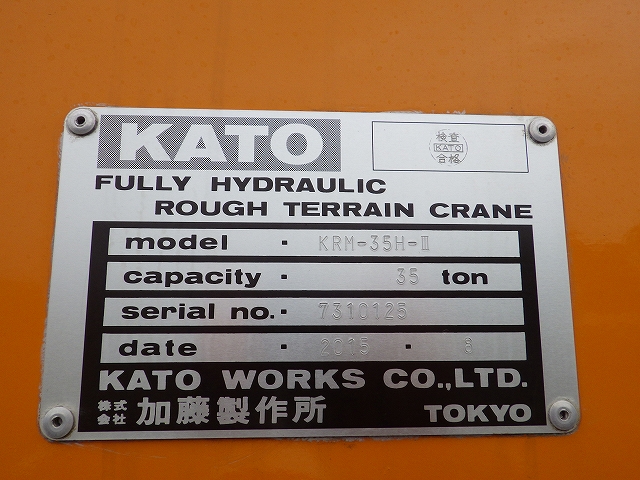 KATO
検査
KATO
合格
FULLY HYDRAULIC
ROUGH TERRAIN CRANE
model · KRM-35H-Ⅱ
capacity · 35 ton
serial no. · 7310125
date · 2015 · 8
KATO WORKS CO.,LTD.
株式会社 加藤製作所 TOKYO